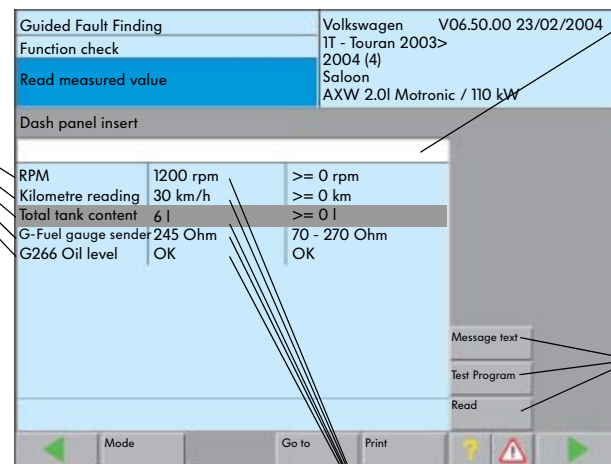 Guided Fault Finding
Function check
Read measured value
Volkswagen V06.50.00 23/02/2004
1T - Touran 2003>
2004 (4)
Saloon
AXW 2.0l Motronic / 110 kW
Dash panel insert
RPM 1200 rpm >= 0 rpm
Kilometre reading 30 km/h >= 0 km
Total tank content 6 l >= 0 l
G-Fuel gauge sender 245 Ohm 70 - 270 Ohm
G266 Oil level OK OK
Message text
Test Program
Read
Mode Go to Print ? !